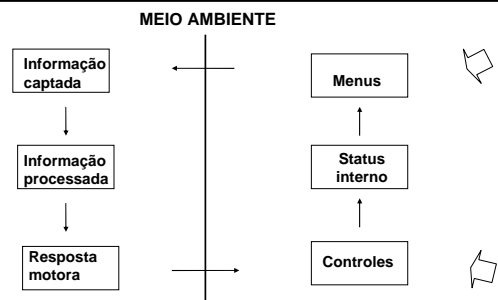 MEIO AMBIENTE
Informação
captada
Menus
Informação
processada
Status
interno
Resposta
motora
Controles